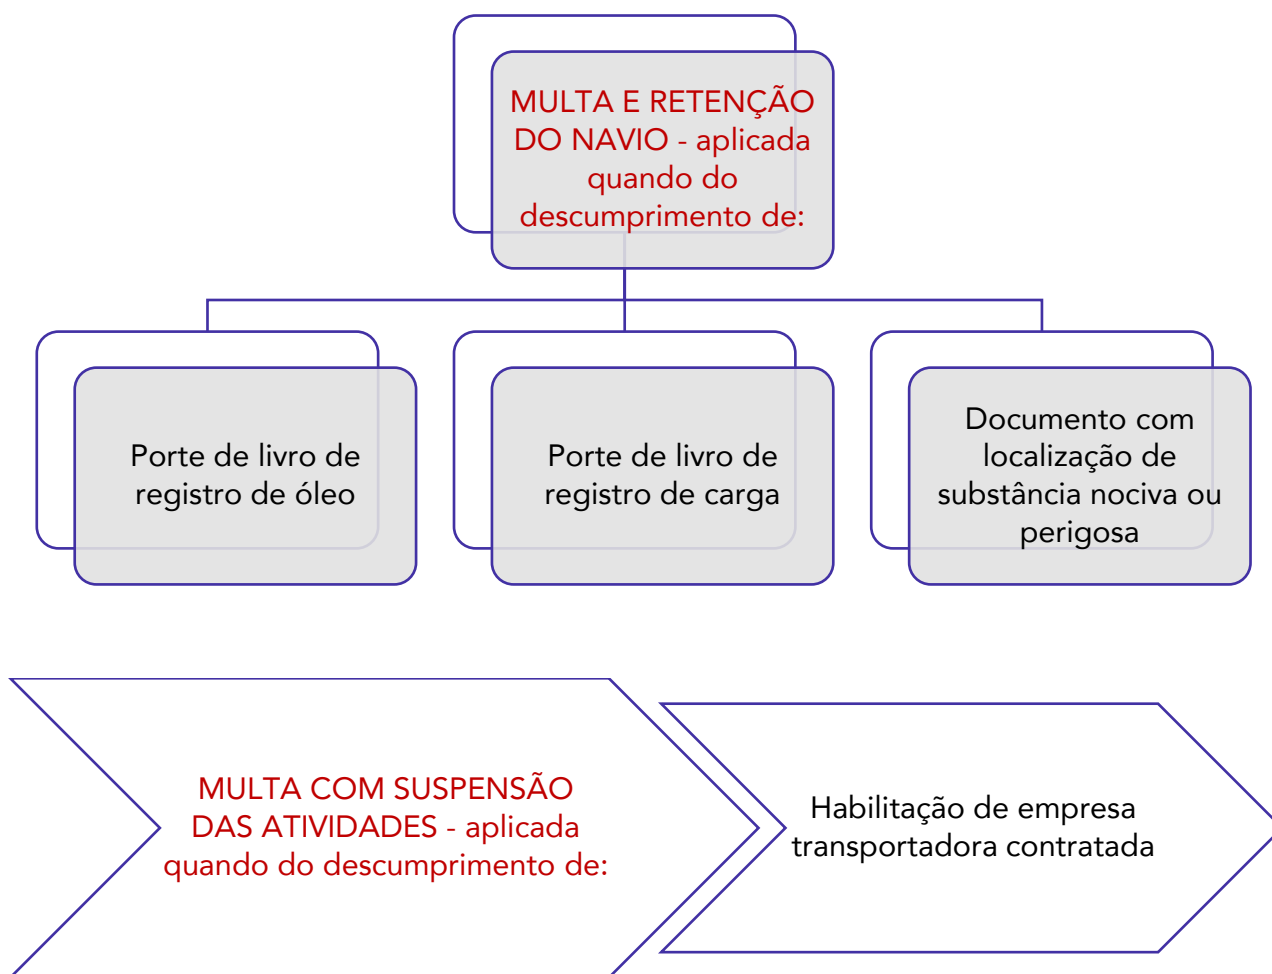 MULTA E RETENÇÃO
DO NAVIO - aplicada
quando do
descumprimento de:
Porte de livro de
registro de óleo
Porte de livro de
registro de carga
Documento com
localização de
substância nociva ou
perigosa
MULTA COM SUSPENSÃO
DAS ATIVIDADES - aplicada
quando do descumprimento de:
Habilitação de empresa
transportadora contratada